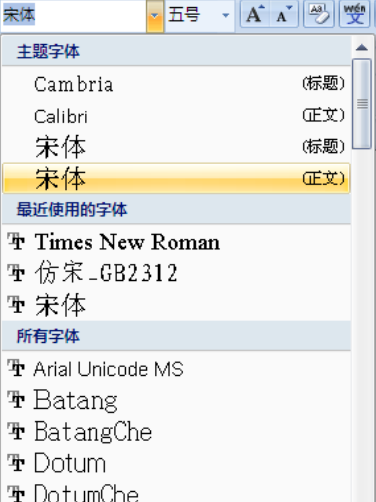 宋体 五号 A A wén 变
主题字体
Cambria (标题)
Calibri (正文)
宋体 (标题)
宋体 (正文)
最近使用的字体
Times New Roman
仿宋_GB2312
宋体
所有字体
Arial Unicode MS
Batang
BatangChe
Dotum
DotumChe